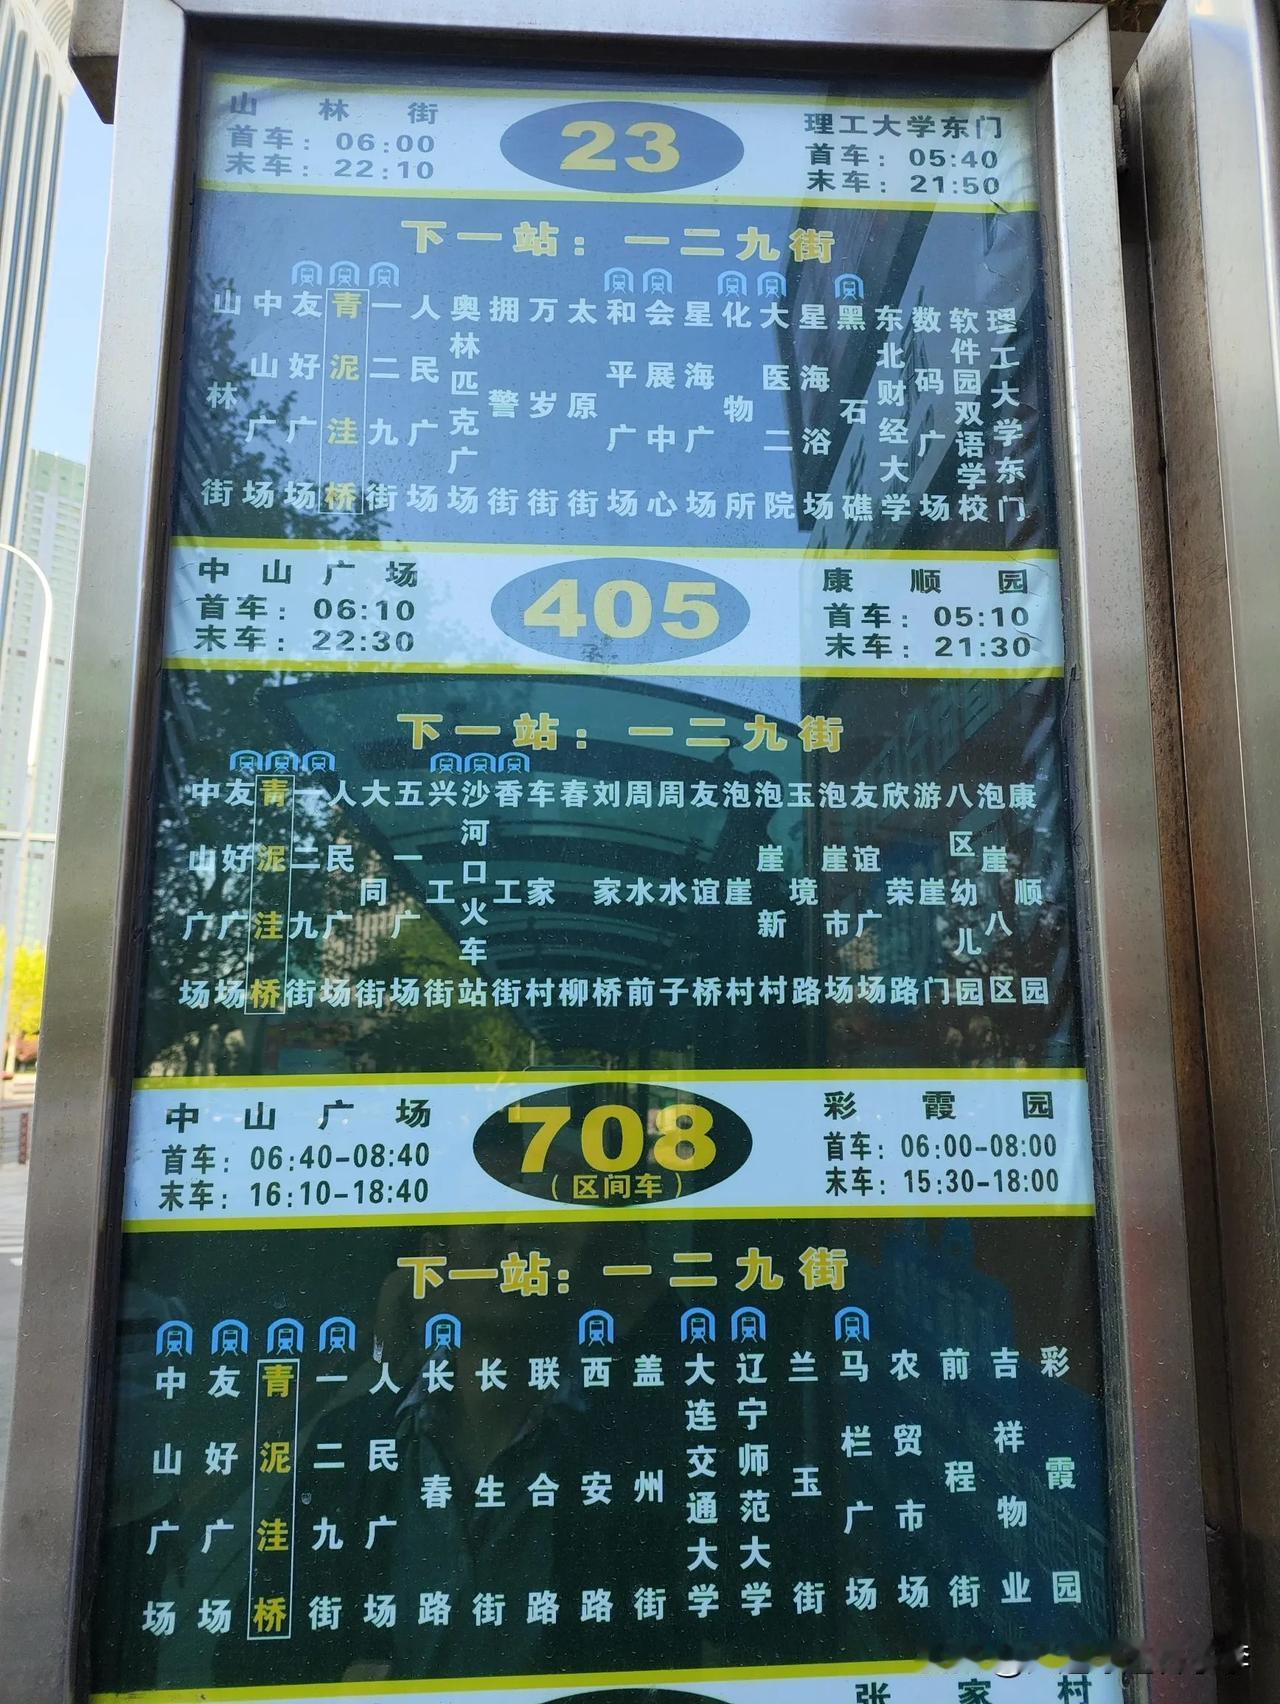 山林街
首车：06:00
末车：22:10
23
理工大学东门
首车：05:40
末车：21:50
下一站：一二九街
山林街
中山广场
友好广场
青泥洼桥
一二九街
人民广场
奥林匹克广场
拥警街
万岁街
太原街
和平广场
会展中心
星海广场
化物所
大医二院
星海浴场
黑石礁
东北财经大学
数码广场
软件园双语学校
理工大学东门
中山广场
首车：06:10
末车：22:30
405
康顺园
首车：05:10
末车：21:30
下一站：一二九街
中山广场
友好广场
青泥洼桥
一二九街
人民广场
大同街
五一广场
兴工街
沙河口火车站
香工街
车家村
春柳
刘家桥
周水前
周水子
友谊桥
泡崖村
泡崖新村
玉境路
泡崖市场
友谊广场
欣荣路
游崖门
八区幼儿园
泡崖八区
康顺园
中山广场
首车：06:40-08:40
末车：16:10-18:40
708
（区间车）
彩霞园
首车：06:00-08:00
末车：15:30-18:00
下一站：一二九街
中山广场
友好广场
青泥洼桥
一二九街
人民广场
长春路
长生街
联合路
西安路
盖州街
大连交通大学
辽宁师范大学
兰玉街
马栏广场
农贸市场
前程街
吉祥物业
彩霞园
张家村